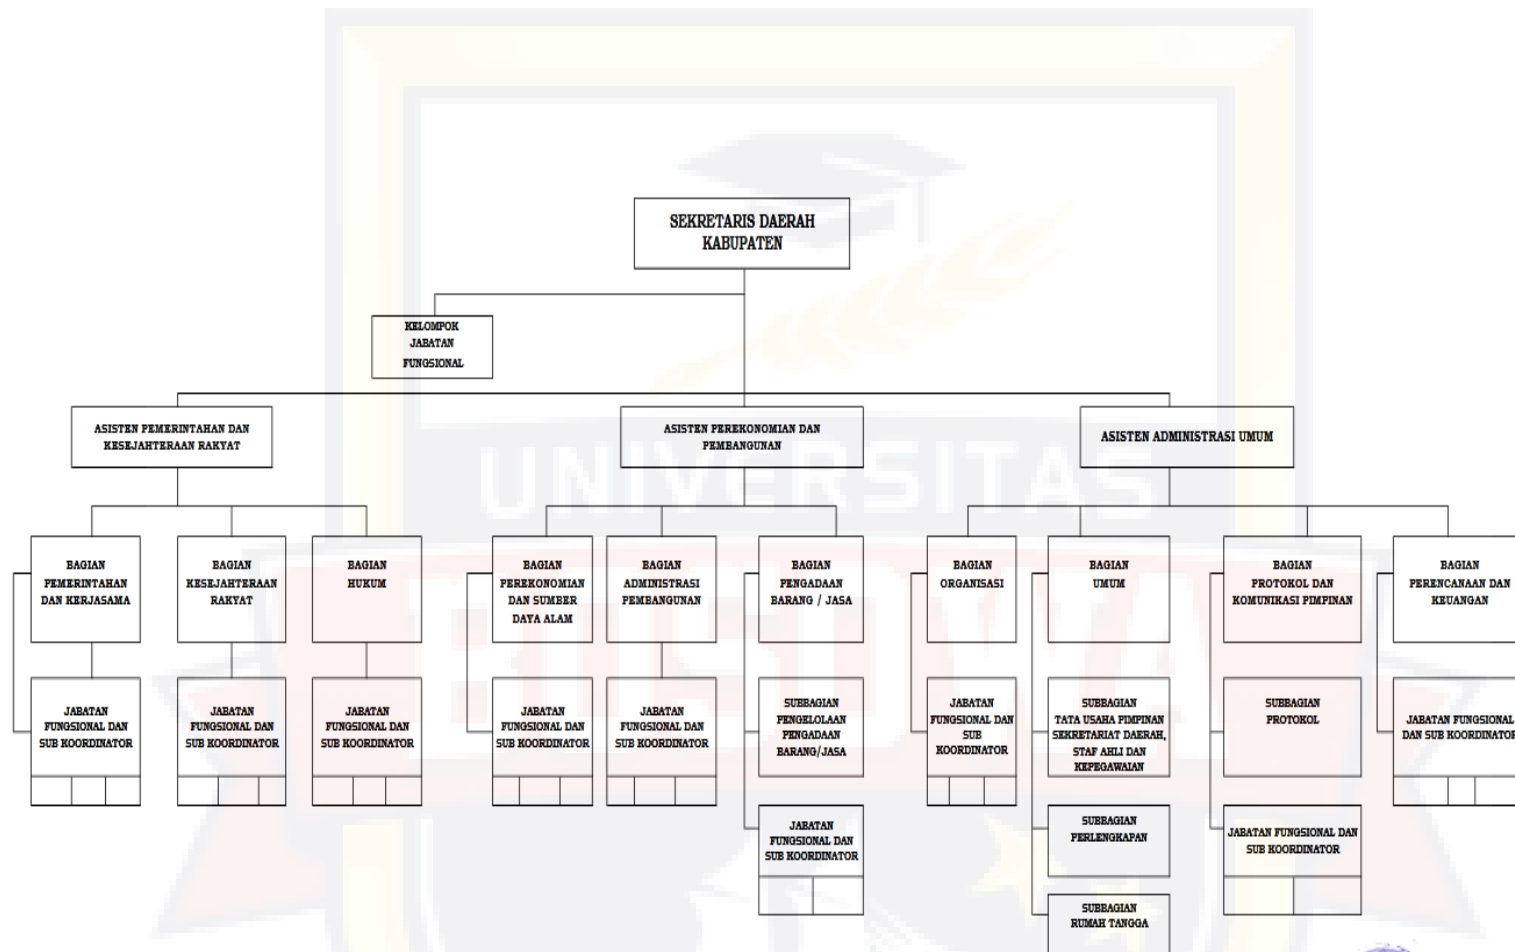 SEKRETARIS DAERAH
KABUPATEN
KELOMPOK
JABATAN
FUNGSIONAL
ASISTEN PEMERINTAHAN DAN
KESEJAHTERAAN RAKYAT
ASISTEN PEREKONOMIAN DAN
PEMBANGUNAN
ASISTEN ADMINISTRASI UMUM
UNIVERSITAS
BOSOWA
BAGIAN
PEMERINTAHAN
DAN KERJASAMA
BAGIAN
KESEJAHTERAAN
RAKYAT
BAGIAN
HUKUM
BAGIAN
PEREKONOMIAN
DAN SUMBER
DAYA ALAM
BAGIAN
ADMINISTRASI
PEMBANGUNAN
BAGIAN
PENGADAAN
BARANG / JASA
BAGIAN
ORGANISASI
BAGIAN
UMUM
BAGIAN
PROTOKOL DAN
KOMUNIKASI PIMPINAN
BAGIAN
PERENCANAAN DAN
KEUANGAN
JABATAN
FUNGSIONAL DAN
SUB KOORDINATOR
JABATAN
FUNGSIONAL DAN
SUB KOORDINATOR
JABATAN
FUNGSIONAL DAN
SUB KOORDINATOR
JABATAN
FUNGSIONAL DAN
SUB KOORDINATOR
JABATAN
FUNGSIONAL DAN
SUB KOORDINATOR
SUBBAGIAN
PENGELOLAAN
PENGADAAN
BARANG/JASA
JABATAN
FUNGSIONAL DAN
SUB
KOORDINATOR
SUBBAGIAN
TATA USAHA PIMPINAN
SEKRETARIAT DAERAH,
STAF AHLI DAN
KEPEGAWAIAN
SUBBAGIAN
PROTOKOL
JABATAN FUNGSIONAL
DAN SUB KOORDINATOR
JABATAN
FUNGSIONAL DAN
SUB KOORDINATOR
SUBBAGIAN
PERLENGKAPAN
JABATAN FUNGSIONAL DAN
SUB KOORDINATOR
SUBBAGIAN
RUMAH TANGGA